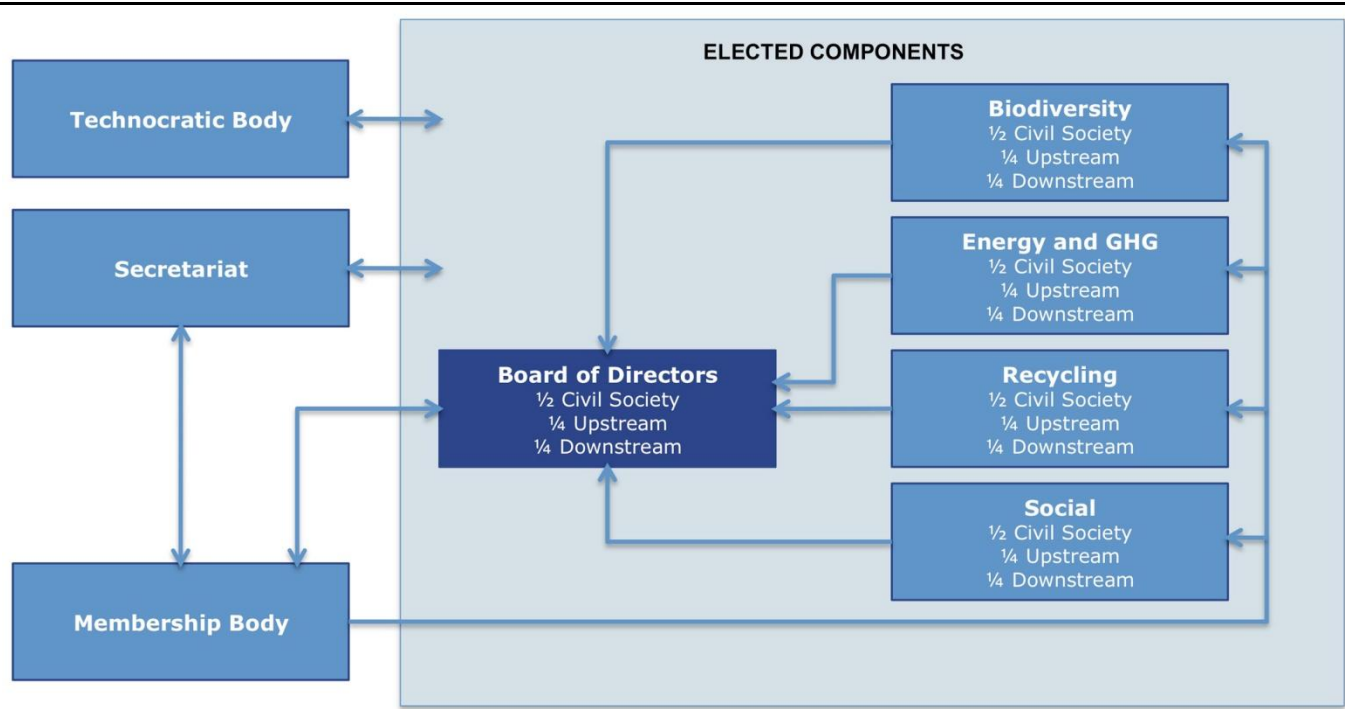 ELECTED COMPONENTS
Technocratic Body
Secretariat
Membership Body
Board of Directors
½ Civil Society
¼ Upstream
¼ Downstream
Biodiversity
½ Civil Society
¼ Upstream
¼ Downstream
Energy and GHG
½ Civil Society
¼ Upstream
¼ Downstream
Recycling
½ Civil Society
¼ Upstream
¼ Downstream
Social
½ Civil Society
¼ Upstream
¼ Downstream